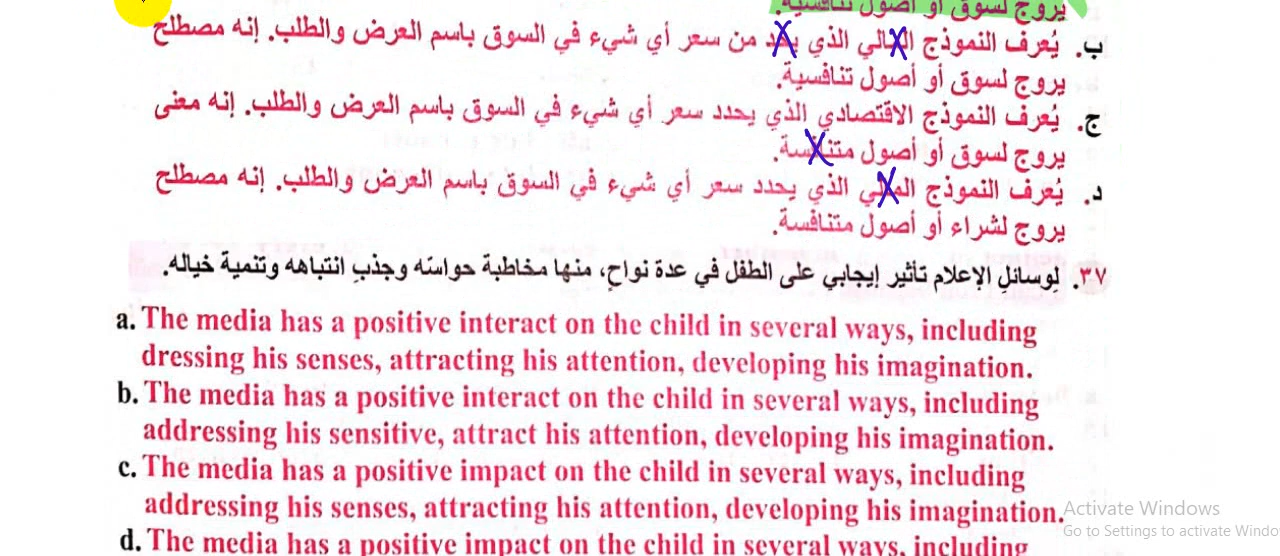 يروج لسوق أو أصول تنافسية.
ب. يُعرف النموذج الذي من سعر أي شيء في السوق باسم العرض والطلب. إنه مصطلح
يروج لسوق أو أصول تنافسية.
ج. يُعرف النموذج الاقتصادي الذي يحدد سعر أي شيء في السوق باسم العرض والطلب. إنه معنى
يروج لسوق أو أصول متنافسة.
د. يُعرف النموذج المالي الذي يحدد سعر أي شيء في السوق باسم العرض والطلب. إنه مصطلح
يروج لشراء أو أصول متنافسة.
٣٧. لِوسائلِ الإعلام تأثير إيجابي على الطفل في عدة نواحٍ، منها مخاطبة حواسّه وجذبِ انتباهه وتنمية خياله.
a. The media has a positive interact on the child in several ways, including
dressing his senses, attracting his attention, developing his imagination.
b. The media has a positive interact on the child in several ways, including
addressing his sensitive, attract his attention, developing his imagination.
c. The media has a positive impact on the child in several ways, including
addressing his senses, attracting his attention, developing his imagination.
d. The media has a positive impact on the child in several ways, including
Activate Windows
Go to Settings to activate Windo